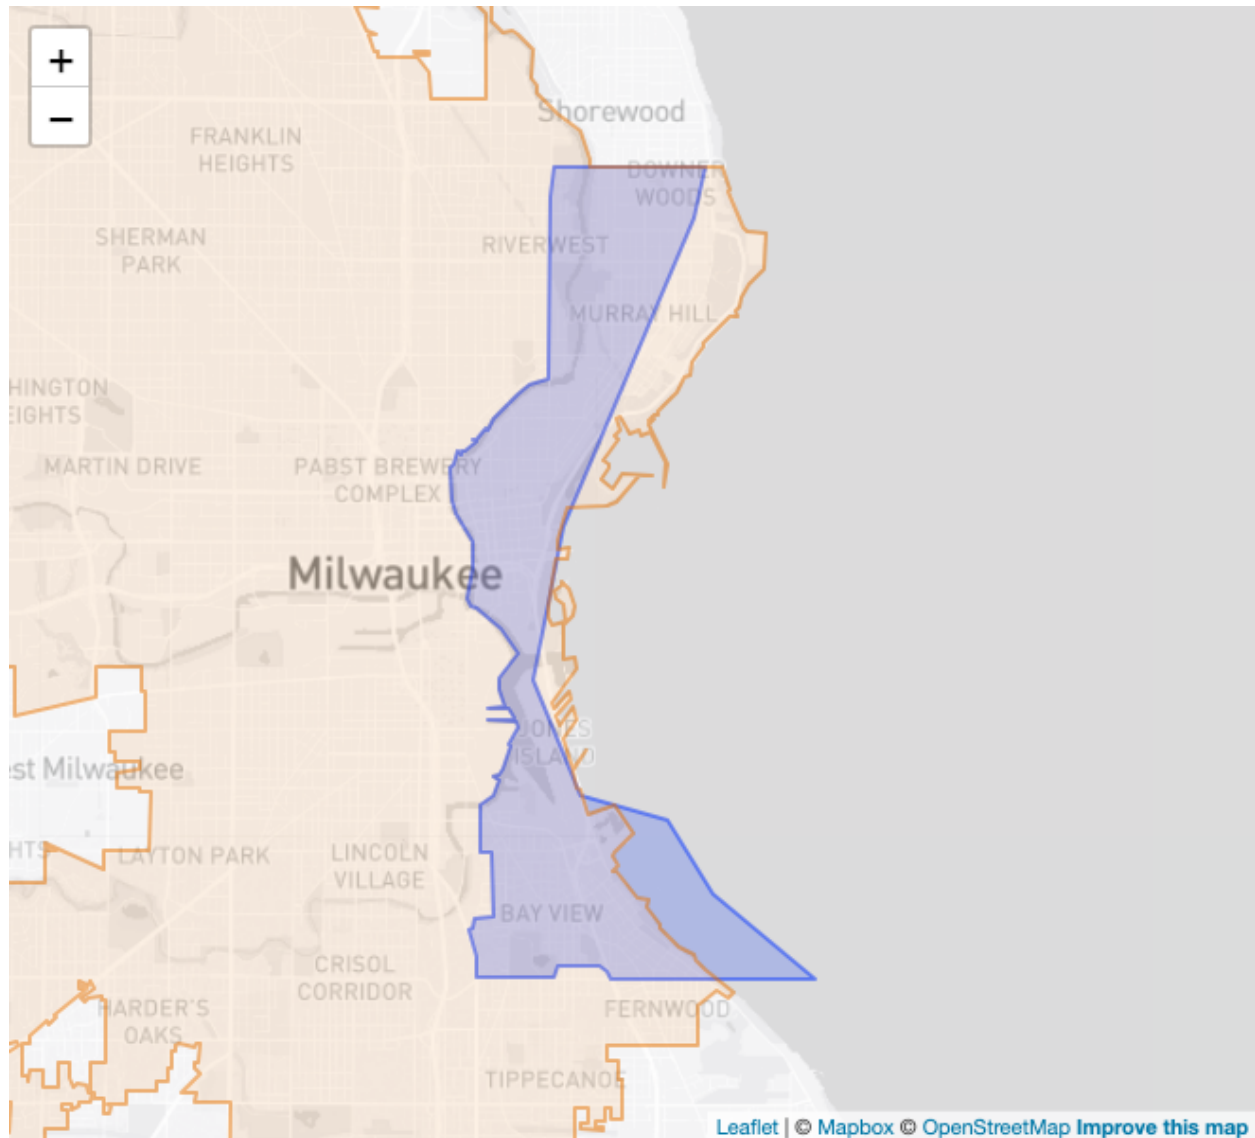 +
−
Shorewood
FRANKLIN
HEIGHTS
DOWNER
WOODS
SHERMAN
PARK
RIVERWEST
MURRAY HILL
HINGTON
EIGHTS
MARTIN DRIVE
PABST BREWERY
COMPLEX
Milwaukee
JONES
ISLAND
est Milwaukee
HTS
LAYTON PARK
LINCOLN
VILLAGE
BAY VIEW
CRISOL
CORRIDOR
HARDER'S
OAKS
FERNWOOD
TIPPECANOE
Leaflet | © Mapbox © OpenStreetMap Improve this map